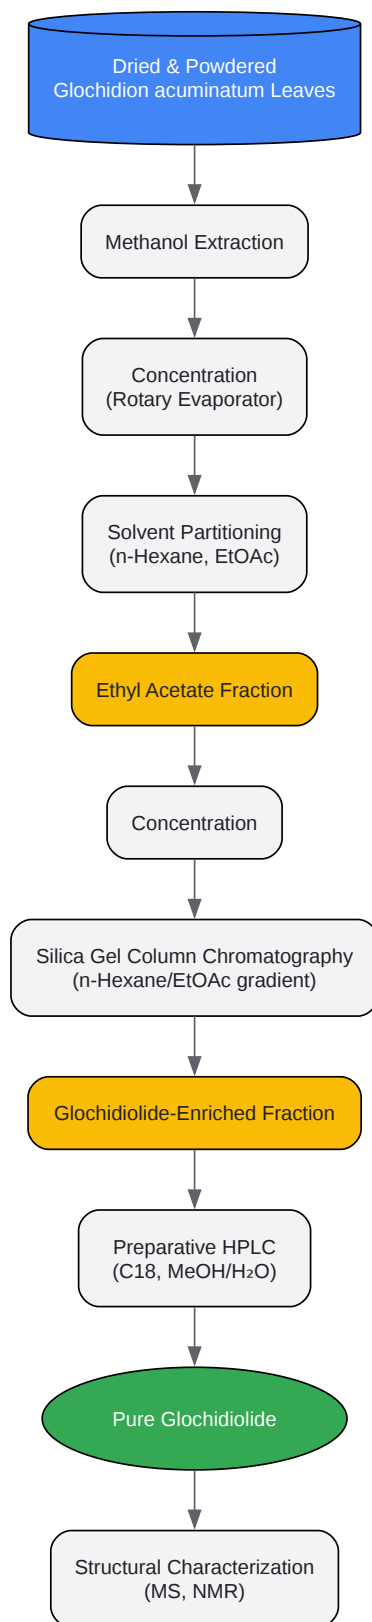 Dried & Powdered
Glochidion acuminatum Leaves
Methanol Extraction
Concentration
(Rotary Evaporator)
Solvent Partitioning
(n-Hexane, EtOAc)
Ethyl Acetate Fraction
Concentration
Silica Gel Column Chromatography
(n-Hexane/EtOAc gradient)
Glochidiolide-Enriched Fraction
Preparative HPLC
(C18, MeOH/H₂O)
Pure Glochidiolide
Structural Characterization
(MS, NMR)